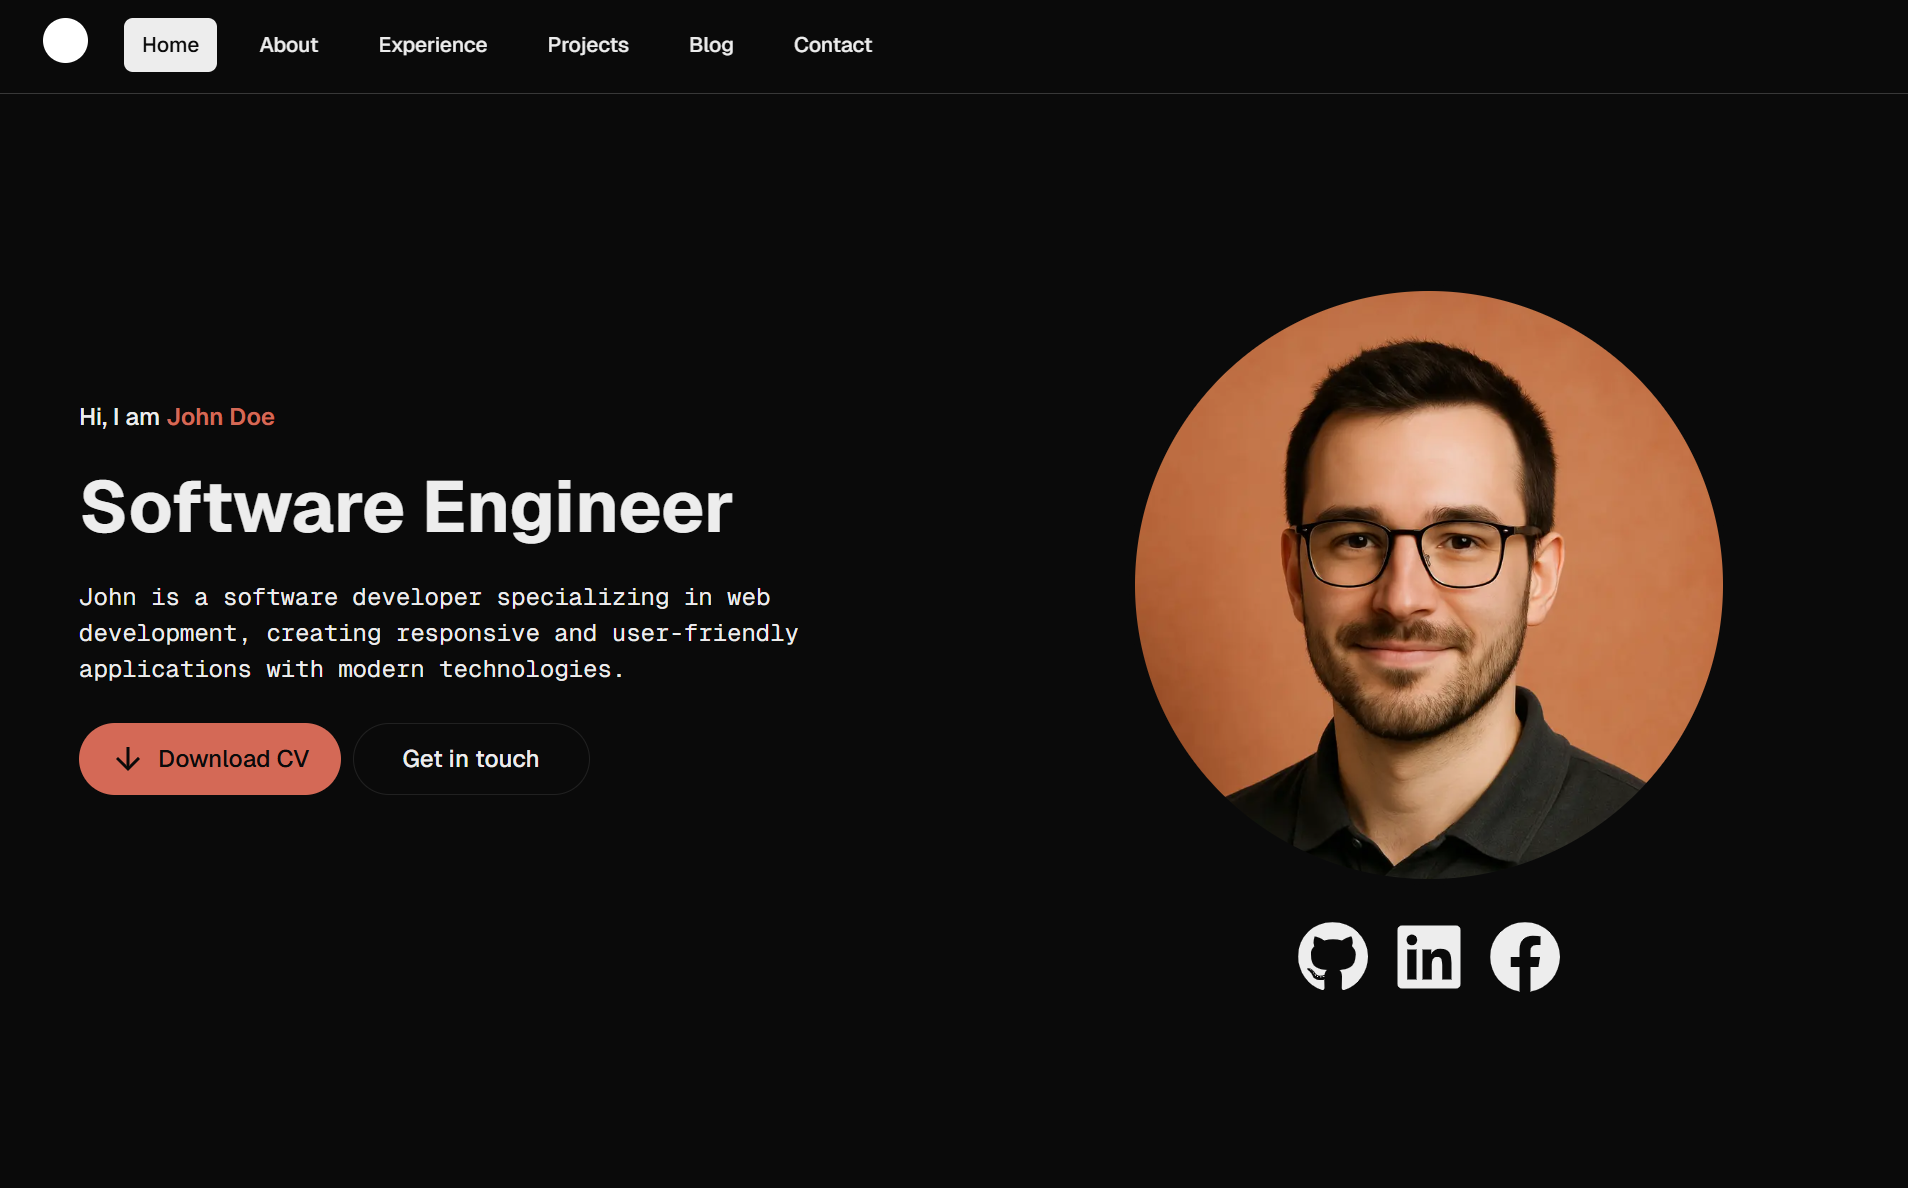 Home About Experience Projects Blog Contact
Hi, I am John Doe
Software Engineer
John is a software developer specializing in web
development, creating responsive and user-friendly
applications with modern technologies.
Download CV Get in touch
in